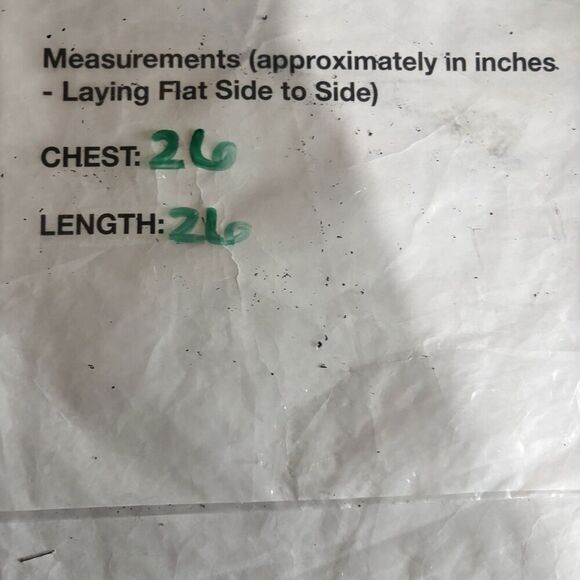 Measurements (approximately in inches
- Laying Flat Side to Side)
CHEST: 26
LENGTH: 26